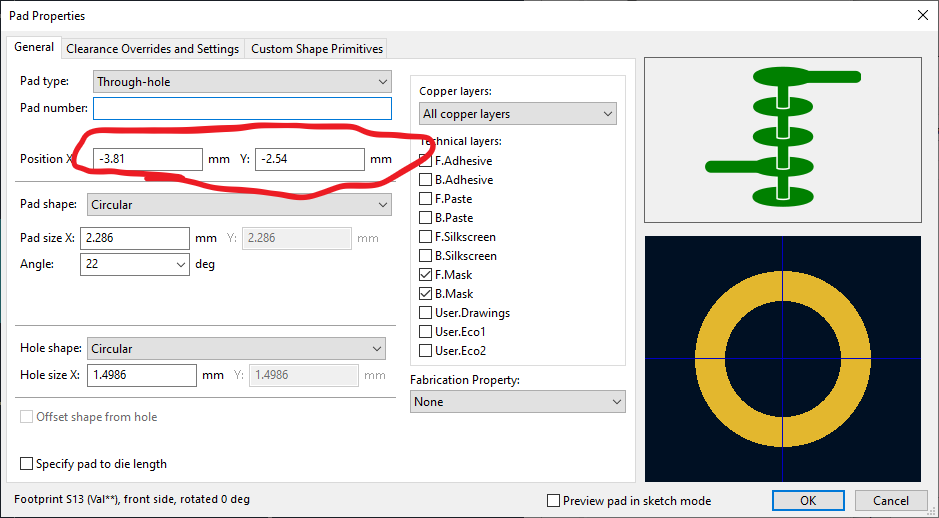 Pad Properties
General Clearance Overrides and Settings Custom Shape Primitives
Pad type: Through-hole
Pad number:
Position X -3.81 mm Y: -2.54 mm
Pad shape: Circular
Pad size X: 2.286 mm Y: 2.286 mm
Angle: 22 deg
Hole shape: Circular
Hole size X: 1.4986 mm Y: 1.4986 mm
Offset shape from hole
Specify pad to die length
Copper layers:
All copper layers
Technical layers:
F.Adhesive
B.Adhesive
F.Paste
B.Paste
F.Silkscreen
B.Silkscreen
F.Mask
B.Mask
User.Drawings
User.Eco1
User.Eco2
Fabrication Property:
None
Footprint S13 (Val**), front side, rotated 0 deg
Preview pad in sketch mode
OK Cancel